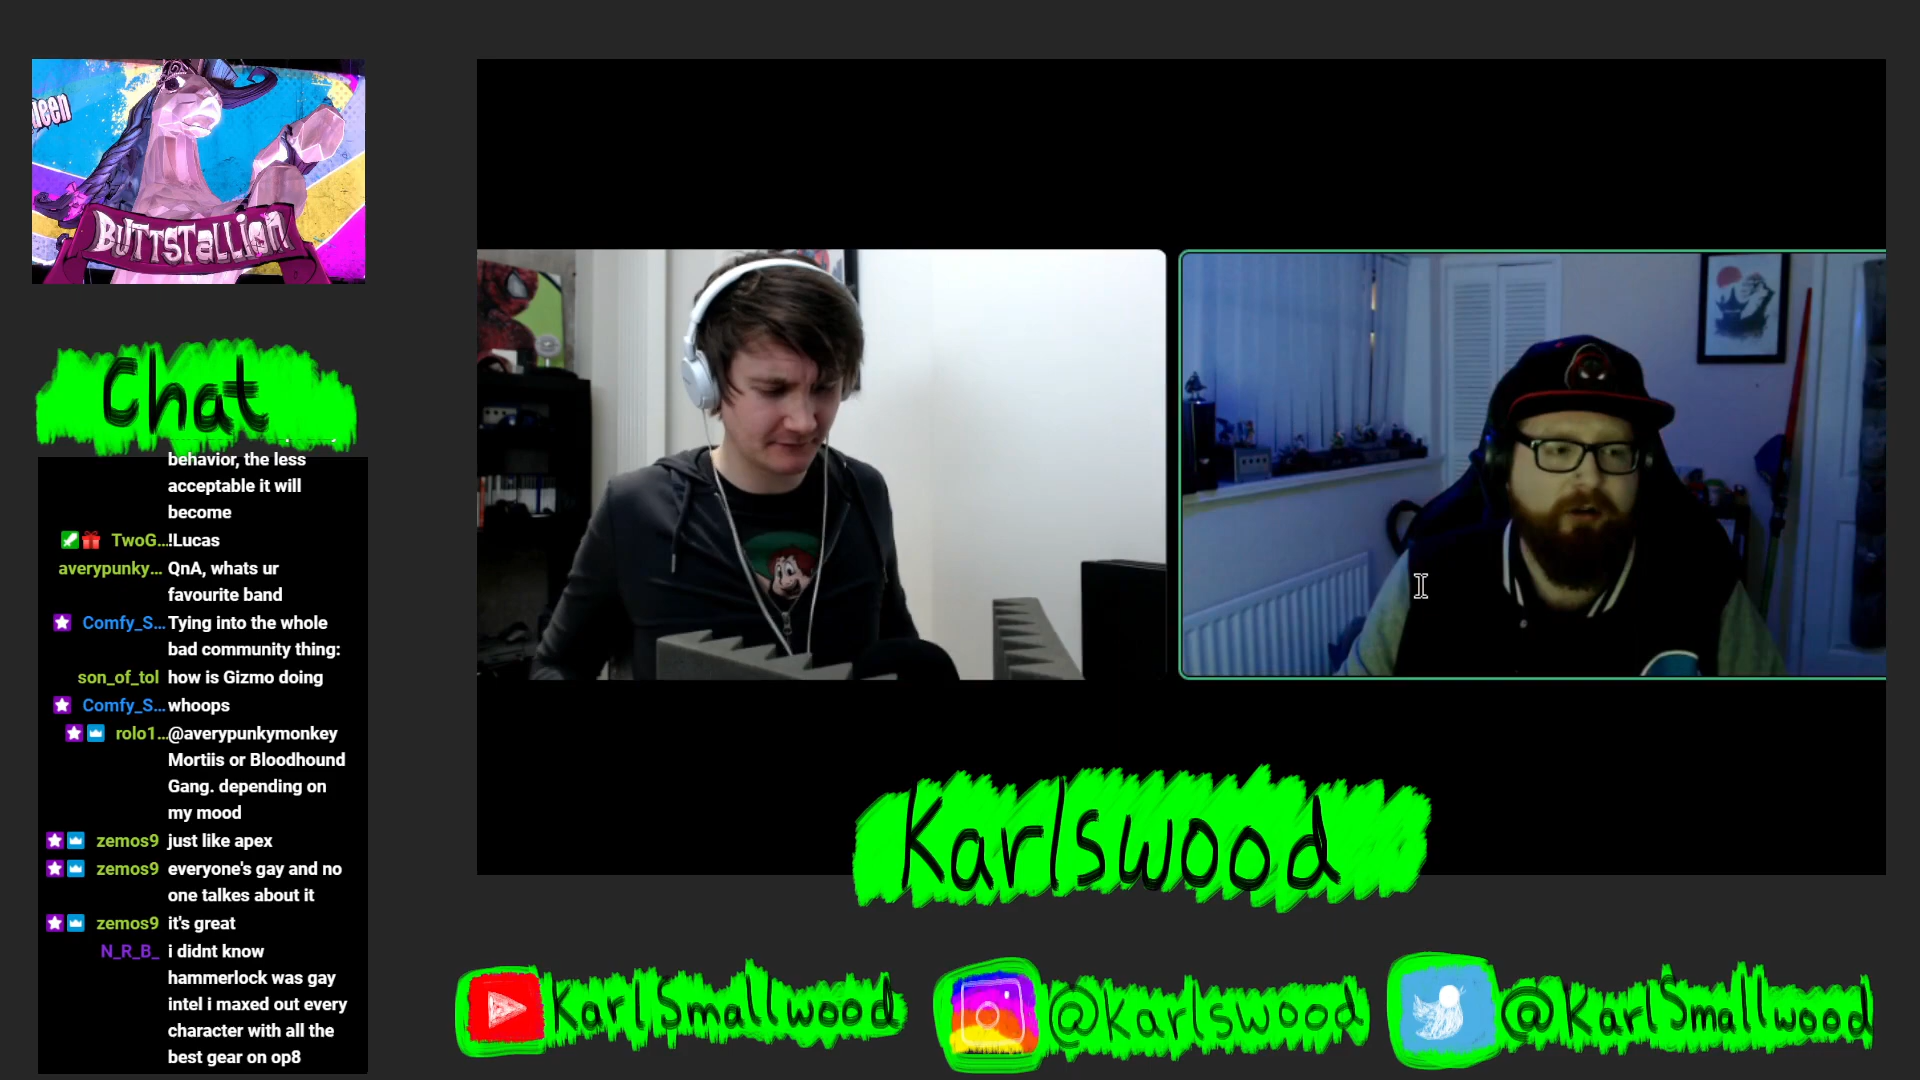 BUTTSTALLION
Chat
behavior, the less
acceptable it will
become
TwoG... !Lucas
averypunky... QnA, whats ur
favourite band
Comfy_S... Tying into the whole
bad community thing:
son_of_tol how is Gizmo doing
Comfy_S... whoops
rolo1... @averypunkymonkey
Mortiis or Bloodhound
Gang. depending on
my mood
zemos9 just like apex
zemos9 everyone's gay and no
one talks about it
zemos9 it's great
N_R_B_ i didnt know
hammerlock was gay
intel i maxed out every
character with all the
best gear on op8
Karlswood
KarlSmallwood
@Karlswood
@KarlSmallwood